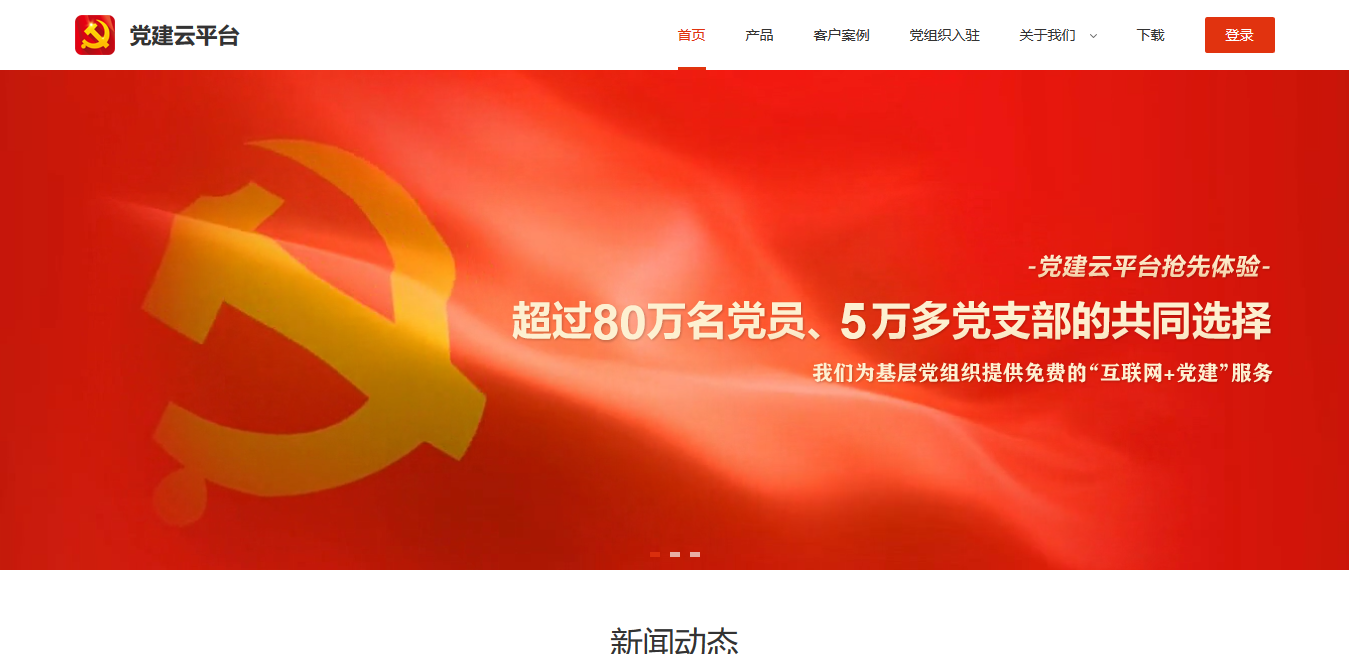 党建云平台
首页 产品 客户案例 党组织入驻 关于我们 下载 登录
-党建云平台抢先体验-
超过80万名党员、5万多党支部的共同选择
我们为基层党组织提供免费的“互联网+党建”服务
新闻动态